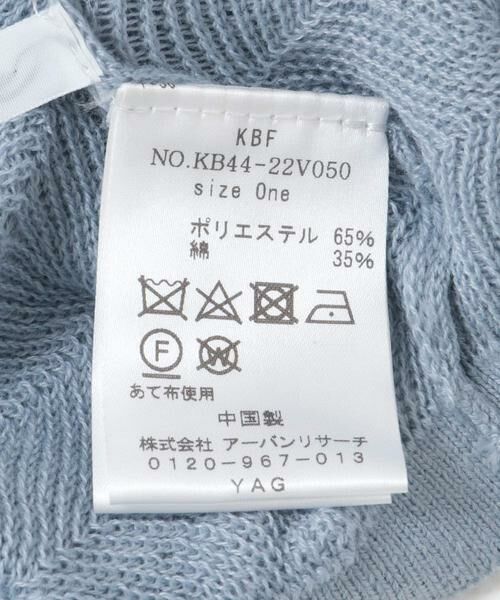 KBF
NO.KB44-22V050
size One
ポリエステル 65%
綿 35%
F
W
あて布使用
中国製
株式会社 アーバンリサーチ
0120-967-013
YAG